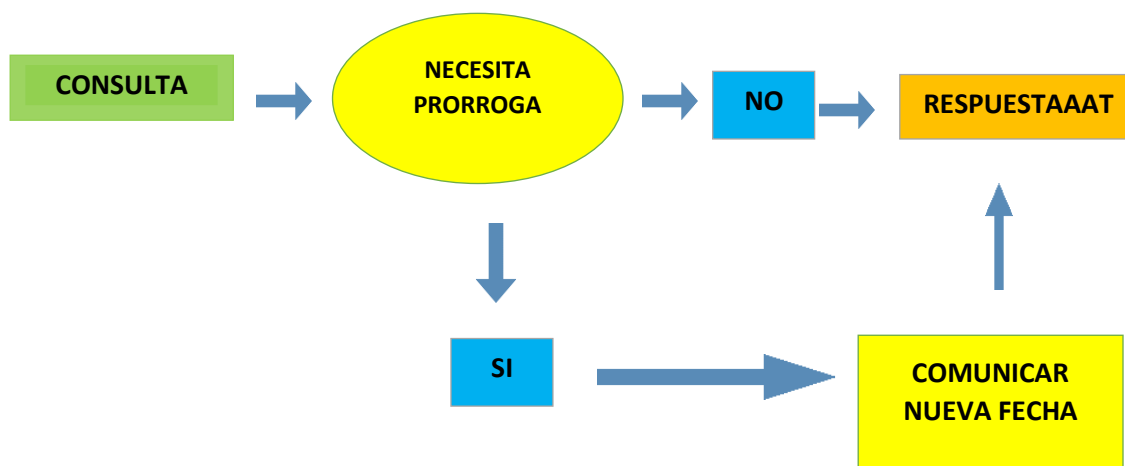 CONSULTA
NECESITA
PRORROGA
NO
RESPUESTAAAT
SI
COMUNICAR
NUEVA FECHA